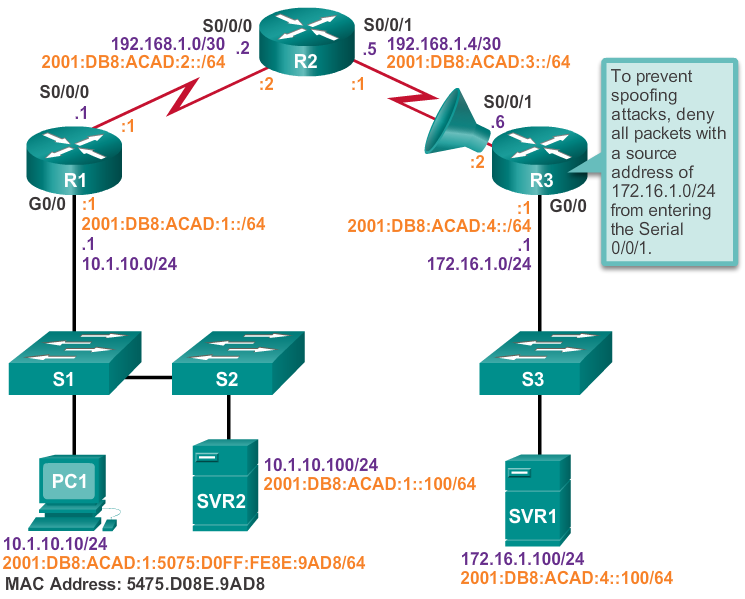 S0/0/0
S0/0/1
192.168.1.0/30
.2
.5
192.168.1.4/30
2001:DB8:ACAD:2::/64
R2
2001:DB8:ACAD:3::/64
:2
:1
S0/0/0
.1
:1
S0/0/1
.6
:2
R1
R3
G0/0
:1
2001:DB8:ACAD:1::/64
.1
10.1.10.0/24
:1
G0/0
2001:DB8:ACAD:4::/64
.1
172.16.1.0/24
To prevent
spoofing
attacks, deny
all packets with
a source
address of
172.16.1.0/24
from entering
the Serial
0/0/1.
S1
S2
S3
PC1
10.1.10.10/24
2001:DB8:ACAD:1:5075:D0FF:FE8E:9AD8/64
MAC Address: 5475.D08E.9AD8
SVR2
10.1.10.100/24
2001:DB8:ACAD:1::100/64
SVR1
172.16.1.100/24
2001:DB8:ACAD:4::100/64